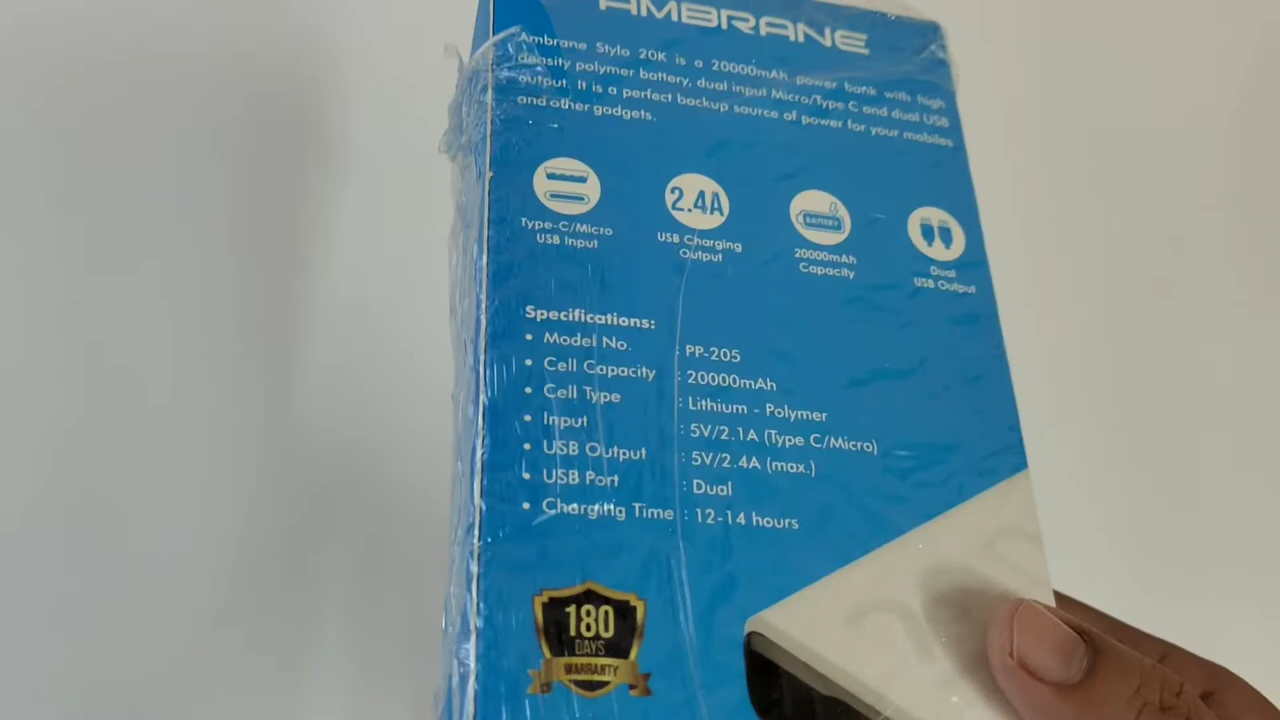 AMBRANE
Ambrane Stylo 20K is a 20000mAh power bank with high
density polymer battery, dual input Micro/Type C and dual USB
output. It is a perfect backup source of power for your mobiles
and other gadgets.
2.4A
BATTERY
Type-C/Micro
USB Input
USB Charging
Output
20000mAh
Capacity
Dual
USB Output
Specifications:
• Model No. : PP-205
• Cell Capacity : 20000mAh
• Cell Type : Lithium - Polymer
• Input : 5V/2.1A (Type C/Micro)
• USB Output : 5V/2.4A (max.)
• USB Port : Dual
• Charging Time : 12-14 hours
180
DAYS
WARRANTY